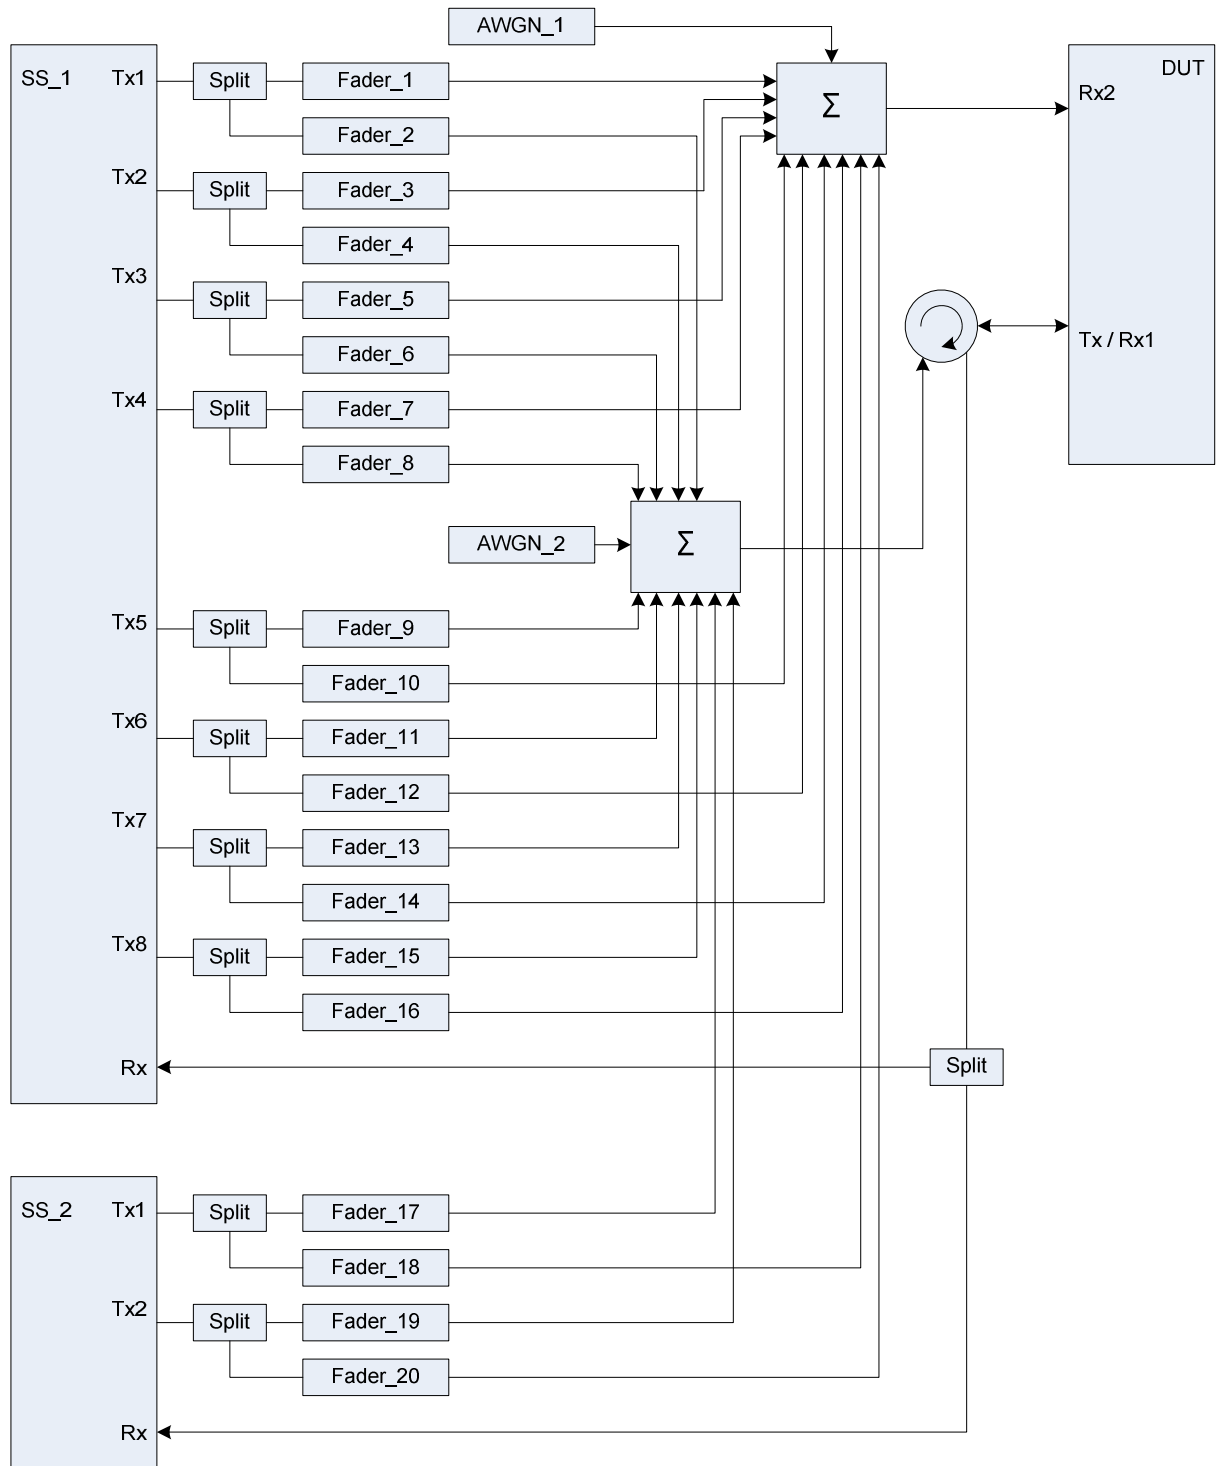 AWGN_1
SS_1
Tx1
Split
Fader_1
Σ
DUT
Rx2
Fader_2
Tx2
Split
Fader_3
Fader_4
Tx3
Split
Fader_5
Tx / Rx1
Fader_6
Tx4
Split
Fader_7
Fader_8
AWGN_2
Σ
Tx5
Split
Fader_9
Fader_10
Tx6
Split
Fader_11
Fader_12
Tx7
Split
Fader_13
Fader_14
Tx8
Split
Fader_15
Fader_16
Rx
Split
SS_2
Tx1
Split
Fader_17
Fader_18
Tx2
Split
Fader_19
Fader_20
Rx